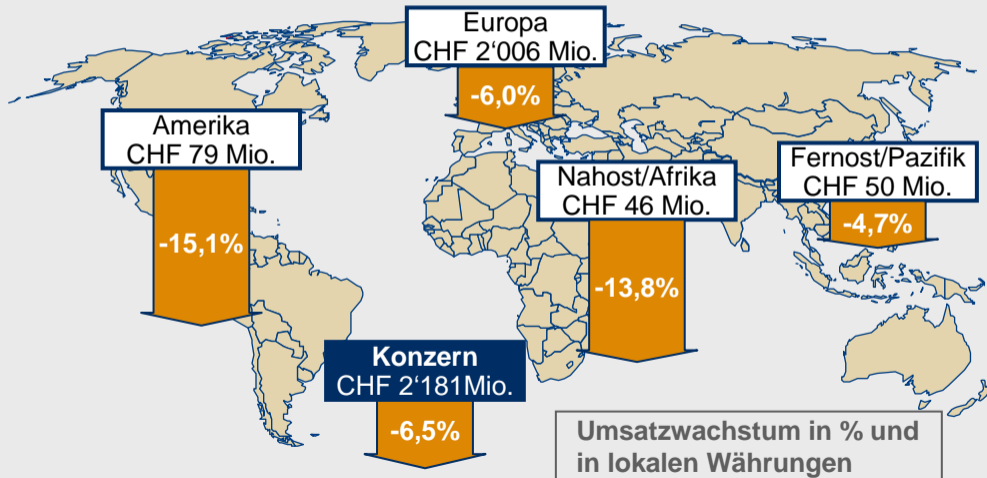 Europa
CHF 2‘006 Mio.
-6,0%
Amerika
CHF 79 Mio.
-15,1%
Nahost/Afrika
CHF 46 Mio.
-13,8%
Fernost/Pazifik
CHF 50 Mio.
-4,7%
Konzern
CHF 2‘181Mio.
-6,5%
Umsatzwachstum in % und
in lokalen Währungen